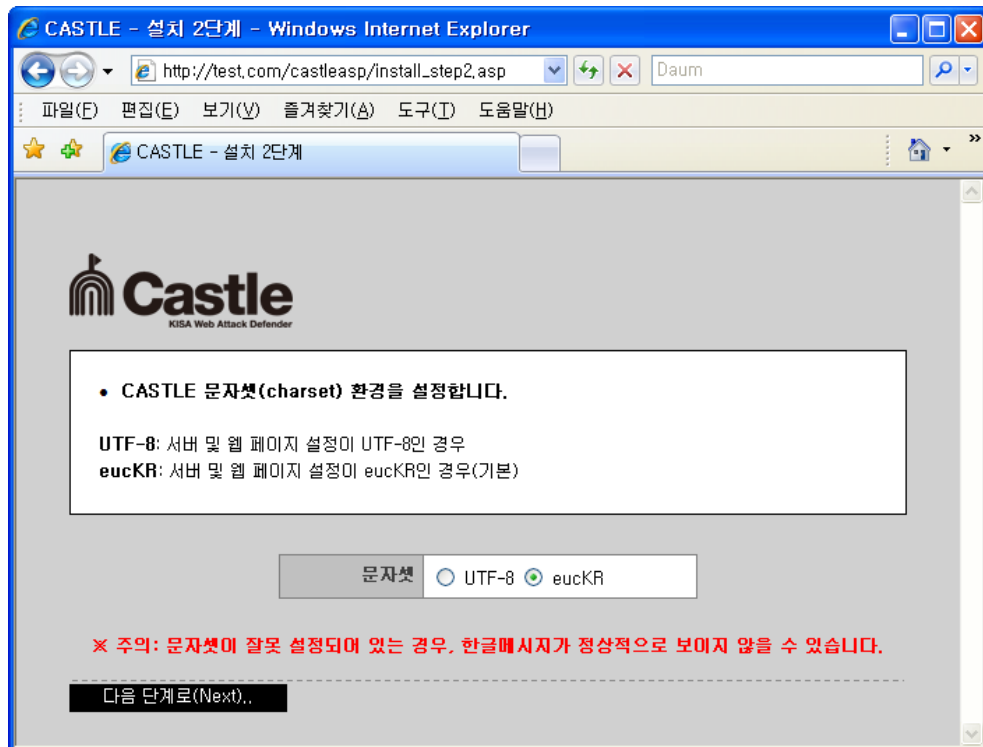 CASTLE - 설치 2단계 - Windows Internet Explorer
http://test.com/castleasp/install_step2.asp
Daum
파일(F) 편집(E) 보기(V) 즐겨찾기(A) 도구(T) 도움말(H)
CASTLE - 설치 2단계
Castle
KISA Web Attack Defender
• CASTLE 문자셋(charset) 환경을 설정합니다.
UTF-8: 서버 및 웹 페이지 설정이 UTF-8인 경우
eucKR: 서버 및 웹 페이지 설정이 eucKR인 경우(기본)
문자셋 UTF-8 eucKR
※ 주의: 문자셋이 잘못 설정되어 있는 경우, 한글메시지가 정상적으로 보이지 않을 수 있습니다.
다음 단계로(Next)..